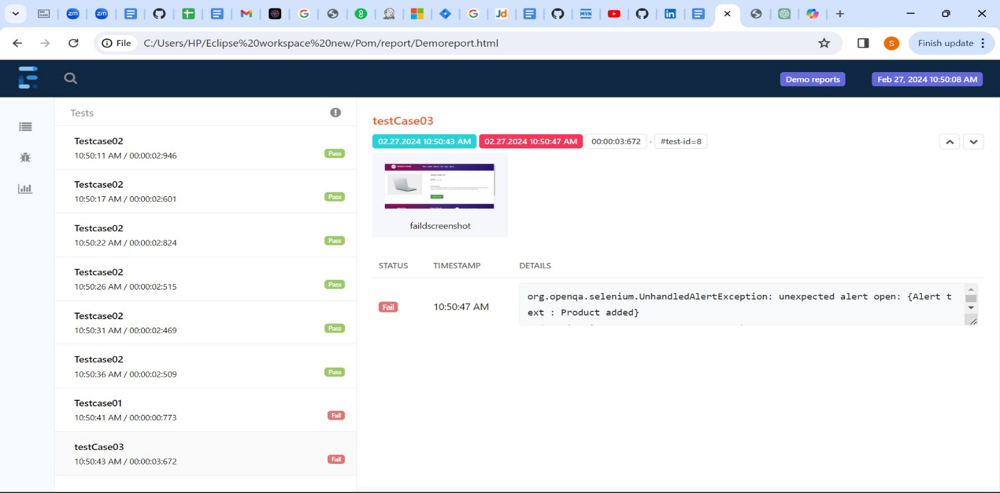 File C:/Users/HP/Eclipse%20workspace%20new/Pom/report/Demoreport.html
Finish update
S
Demo reports
Feb 27, 2024 10:50:08 AM
Tests
Testcase02
10:50:11 AM / 00:00:02:946
Pass
Testcase02
10:50:17 AM / 00:00:02:601
Pass
Testcase02
10:50:22 AM / 00:00:02:824
Pass
Testcase02
10:50:26 AM / 00:00:02:515
Pass
Testcase02
10:50:31 AM / 00:00:02:469
Pass
Testcase02
10:50:36 AM / 00:00:02:509
Pass
Testcase01
10:50:41 AM / 00:00:00:773
Fail
testCase03
10:50:43 AM / 00:00:03:672
Fail
testCase03
02.27.2024 10:50:43 AM 02.27.2024 10:50:47 AM 00:00:03:672 · #test-id=8
faildscreenshot
STATUS TIMESTAMP DETAILS
Fail 10:50:47 AM
org.openqa.selenium.UnhandledAlertException: unexpected alert open: {Alert t
ext : Product added}